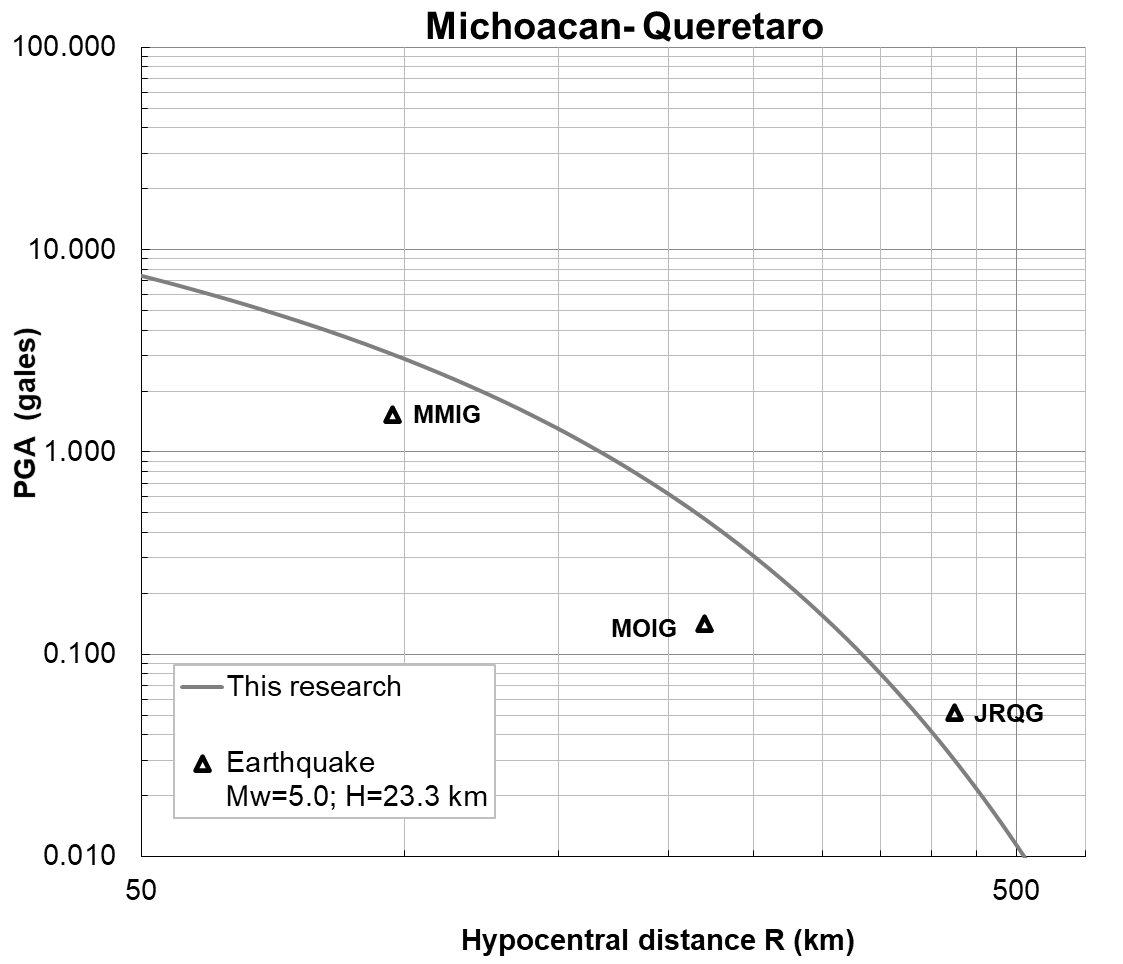 Michoacan- Queretaro
100.000
10.000
1.000
0.100
0.010
PGA (gales)
MMIG
MOIG
JRQG
This research
Earthquake
Mw=5.0; H=23.3 km
50
500
Hypocentral distance R (km)